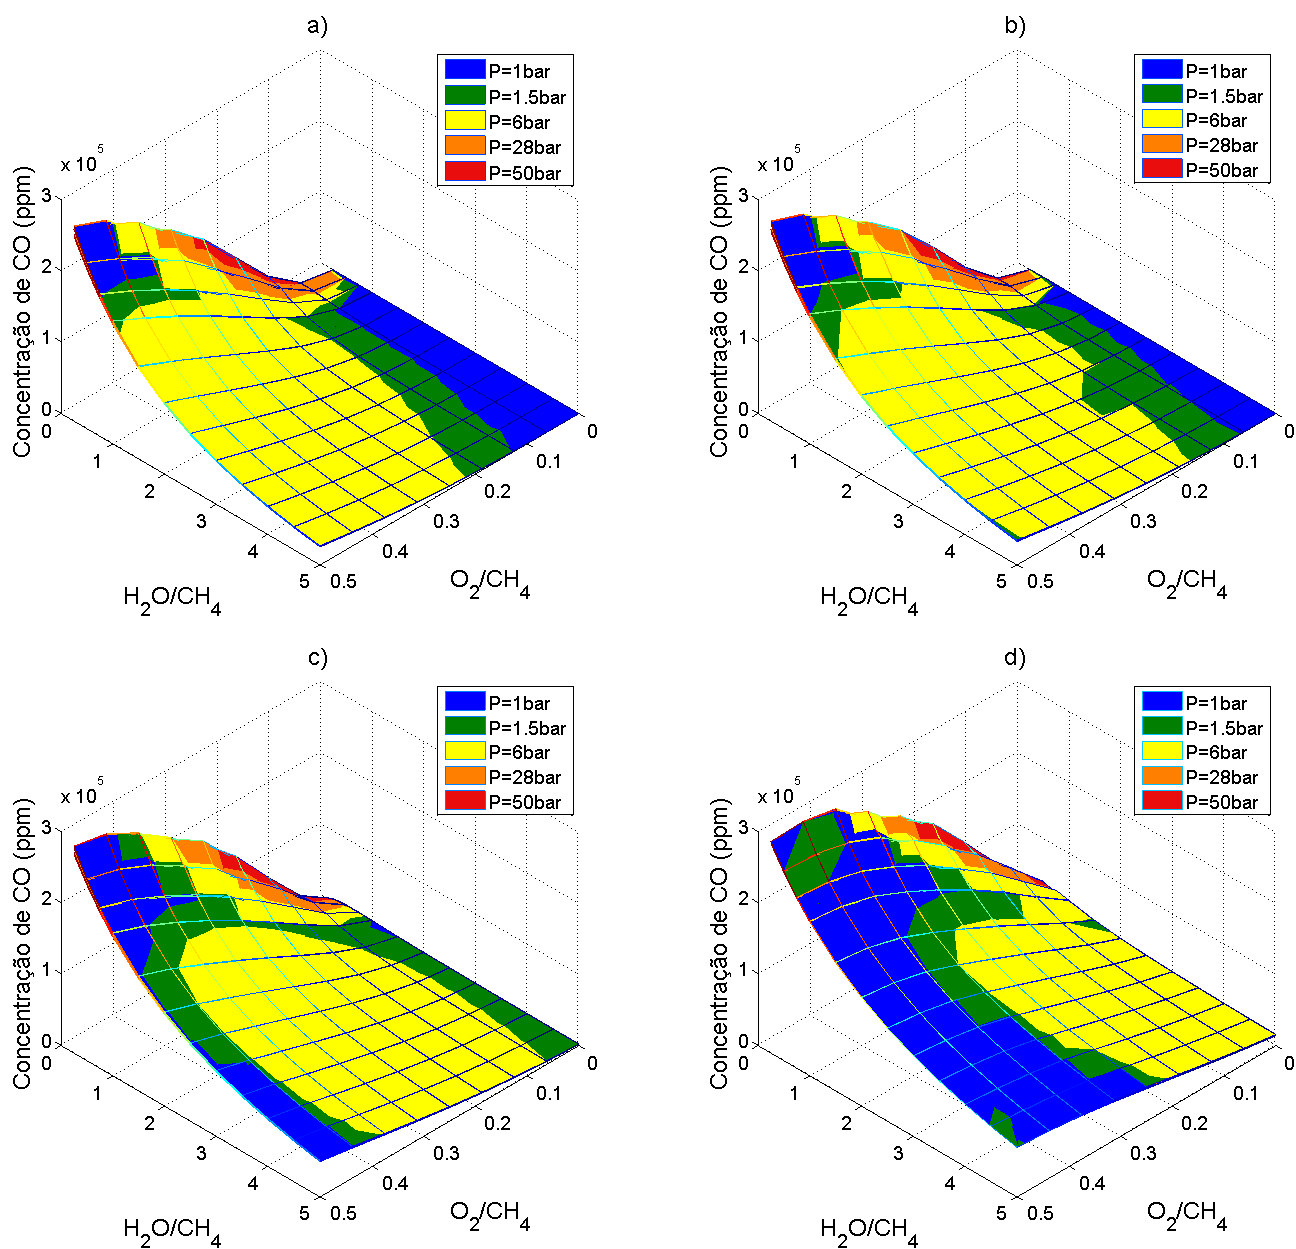 a)
P=1bar
P=1.5bar
P=6bar
P=28bar
P=50bar
x 10^5
Concentração de CO (ppm)
3
2
1
0
0
1
2
3
4
5
H2O/CH4
0
0.1
0.2
0.3
0.4
0.5
O2/CH4
b)
P=1bar
P=1.5bar
P=6bar
P=28bar
P=50bar
x 10^5
Concentração de CO (ppm)
3
2
1
0
0
1
2
3
4
5
H2O/CH4
0
0.1
0.2
0.3
0.4
0.5
O2/CH4
c)
P=1bar
P=1.5bar
P=6bar
P=28bar
P=50bar
x 10^5
Concentração de CO (ppm)
3
2
1
0
0
1
2
3
4
5
H2O/CH4
0
0.1
0.2
0.3
0.4
0.5
O2/CH4
d)
P=1bar
P=1.5bar
P=6bar
P=28bar
P=50bar
x 10^5
Concentração de CO (ppm)
3
2
1
0
0
1
2
3
4
5
H2O/CH4
0
0.1
0.2
0.3
0.4
0.5
O2/CH4